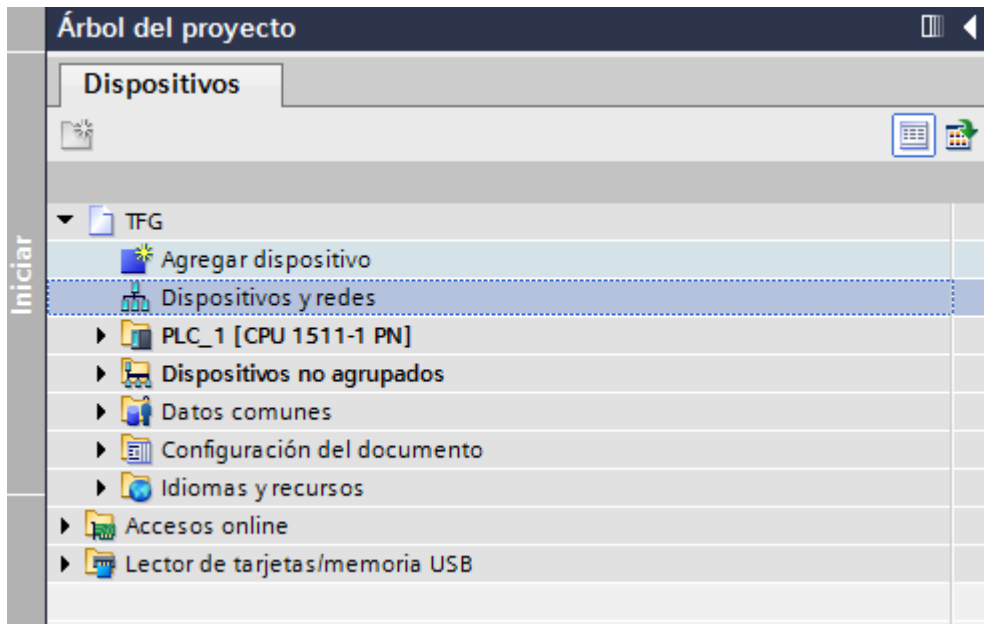 Árbol del proyecto
Dispositivos
Iniciar
TFG
Agregar dispositivo
Dispositivos y redes
PLC_1 [CPU 1511-1 PN]
Dispositivos no agrupados
Datos comunes
Configuración del documento
Idiomas y recursos
Accesos online
Lector de tarjetas/memoria USB